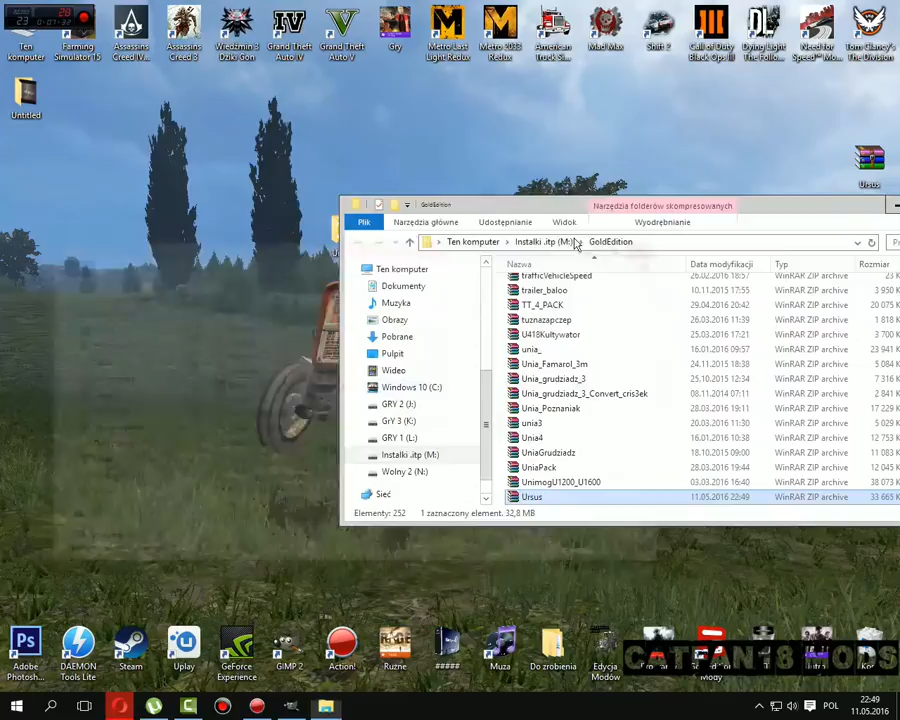 Ten komputer
Farming Simulator 15
Assassins Creed IV...
Assassins Creed 3
Wiedźmin 3 Dziki Gon
Grand Theft Auto IV
Grand Theft Auto V
Gry
Metro Last Light Redux
Metro 2033 Redux
American Truck Si...
Mad Max
Shift 2
Call of Duty Black Ops III
Dying Light The Follo...
Need for Speed™ Mo...
Tom Clancy's The Division
Untitled
Ursus
GoldEdition
Narzędzia folderów skompresowanych
Plik
Narzędzia główne
Udostępnianie
Widok
Wyodrębnianie
Ten komputer
Instalki .itp (M:)
GoldEdition
Nazwa
Data modyfikacji
Typ
Rozmiar
Ten komputer
Dokumenty
Muzyka
Obrazy
Pobrane
Pulpit
Wideo
Windows 10 (C:)
GRY 2 (J:)
GrY 3 (K:)
GRY 1 (L:)
Instalki .itp (M:)
Wolny 2 (N:)
Sieć
trafficVehicleSpeed 26.02.2016 18:57 WinRAR ZIP archive 23 K
trailer_baloo 10.11.2015 17:55 WinRAR ZIP archive 3 950 K
TT_4_PACK 29.04.2016 20:42 WinRAR ZIP archive 20 075 K
tuznazapczep 26.03.2016 11:39 WinRAR ZIP archive 1 818 K
U418Kultywator 25.03.2016 17:21 WinRAR ZIP archive 3 700 K
unia_ 16.01.2016 09:57 WinRAR ZIP archive 23 941 K
Unia_Famarol_3m 24.11.2015 18:38 WinRAR ZIP archive 5 084 K
Unia_grudziadz_3 25.10.2015 12:34 WinRAR ZIP archive 7 316 K
Unia_grudziadz_3_Convert_cris3ek 08.11.2014 07:11 WinRAR ZIP archive 2 841 K
Unia_Poznaniak 28.03.2016 19:11 WinRAR ZIP archive 17 229 K
unia3 20.03.2016 11:30 WinRAR ZIP archive 8 903 K
Unia4 16.01.2016 10:38 WinRAR ZIP archive 12 753 K
UniaGrudziadz 18.10.2015 09:00 WinRAR ZIP archive 11 083 K
UniaPack 28.03.2016 19:44 WinRAR ZIP archive 12 045 K
UnimogU1200_U1600 03.03.2016 16:40 WinRAR ZIP archive 38 073 K
Ursus 11.05.2016 22:49 WinRAR ZIP archive 33 665 K
Elementy: 252 1 zaznaczony element. 32,8 MB
Adobe Photosh...
DAEMON Tools Lite
Steam
Uplay
GeForce Experience
GIMP 2
Action!
Rozne
#####
Muza
Do zrobienia
Edycja Modów
CATFAN18 MODS
POL
22:49
11.05.2016